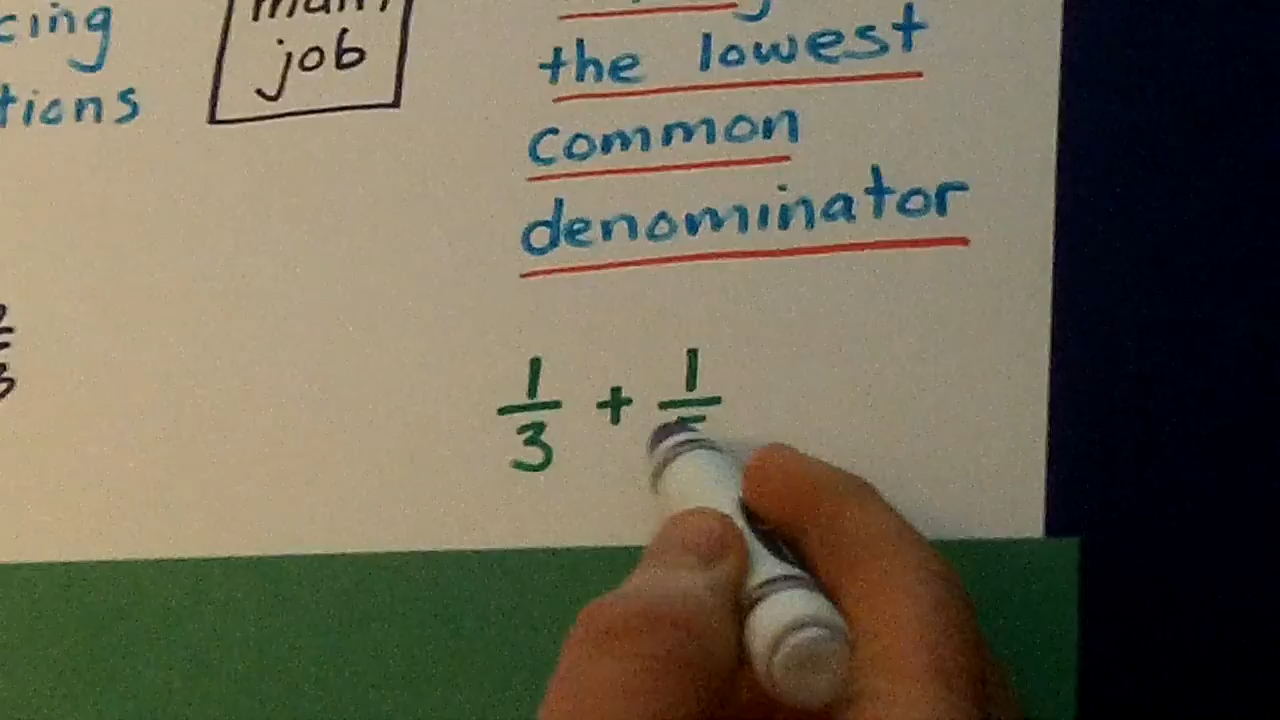 cing
tions
job
the lowest
common
denominator
1/3 + 1/